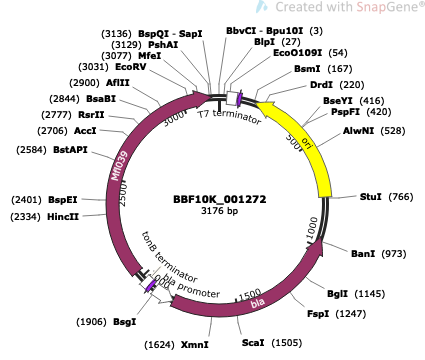 Created with SnapGene®
(3136) BspQI - SapI
(3129) PshAI
(3077) MfeI
(3031) EcoRV
(2900) AflII
(2844) BsaBI
(2777) RsrII
(2706) AccI
(2584) BstAPI
(2401) BspEI
(2334) HincII
(1906) BsgI
(1624) XmnI
BbvCI - Bpu10I (3)
BlpI (27)
EcoO109I (54)
BsmI (167)
DrdI (220)
BseYI (416)
PspFI (420)
AlwNI (528)
StuI (766)
BanI (973)
BglI (1145)
FspI (1247)
ScaI (1505)
T7 terminator
ori
bla
bla promoter
tonB terminator
Mfl039
500
1000
1500
2500
3000
BBF10K_001272
3176 bp